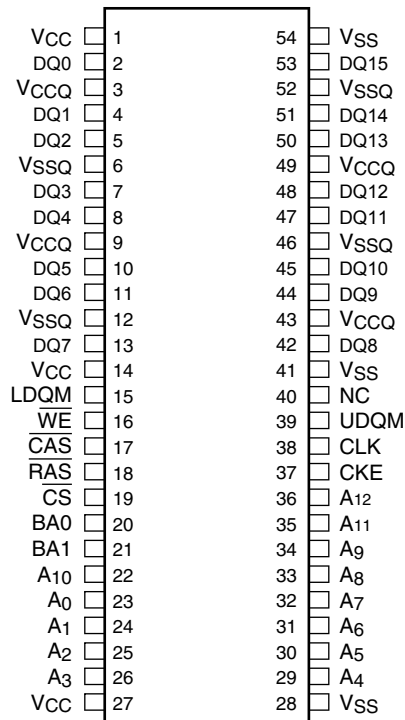 VCC 1 54 VSS
DQ0 2 53 DQ15
VCCQ 3 52 VSSQ
DQ1 4 51 DQ14
DQ2 5 50 DQ13
VSSQ 6 49 VCCQ
DQ3 7 48 DQ12
DQ4 8 47 DQ11
VCCQ 9 46 VSSQ
DQ5 10 45 DQ10
DQ6 11 44 DQ9
VSSQ 12 43 VCCQ
DQ7 13 42 DQ8
VCC 14 41 VSS
LDQM 15 40 NC
W̅E̅ 16 39 UDQM
C̅A̅S̅ 17 38 CLK
R̅A̅S̅ 18 37 CKE
C̅S̅ 19 36 A12
BA0 20 35 A11
BA1 21 34 A9
A10 22 33 A8
A0 23 32 A7
A1 24 31 A6
A2 25 30 A5
A3 26 29 A4
VCC 27 28 VSS